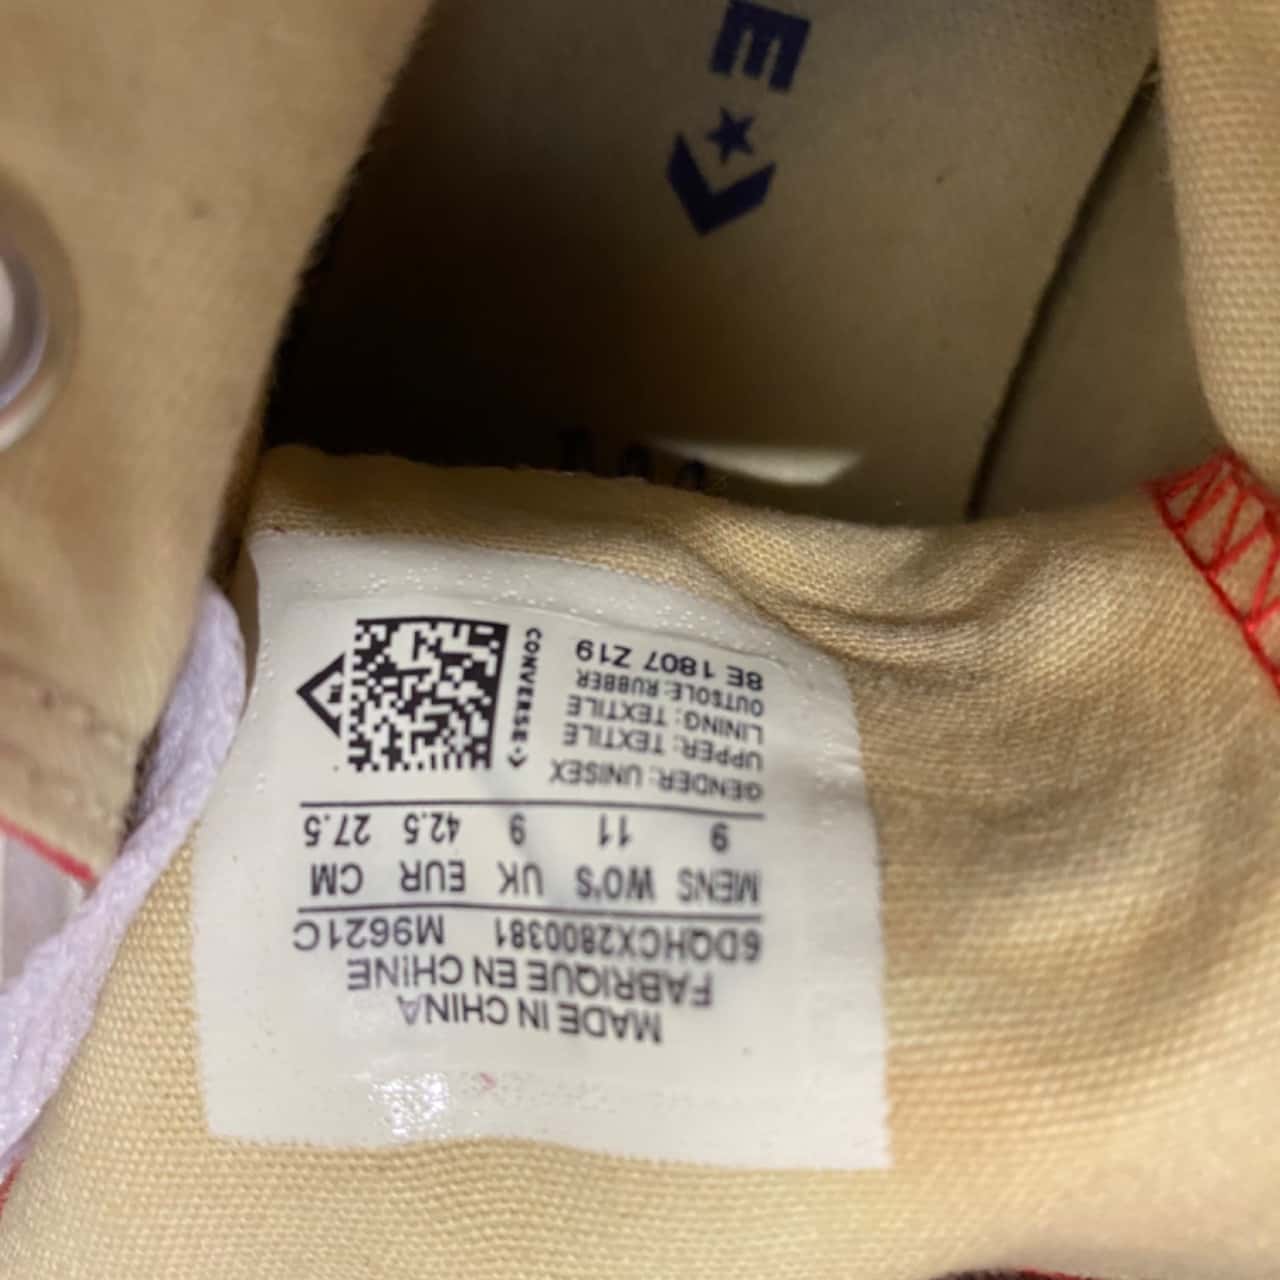 MADE IN CHINA
FABRIQUE EN CHINE
6DQHCX2800381 M9621C
MENS WO'S UK EUR CM
9 11 9 42.5 27.5
GENDER: UNISEX
UPPER: TEXTILE
LINING: TEXTILE
OUTSOLE: RUBBER
8E 1807 Z19
CONVERSE
E